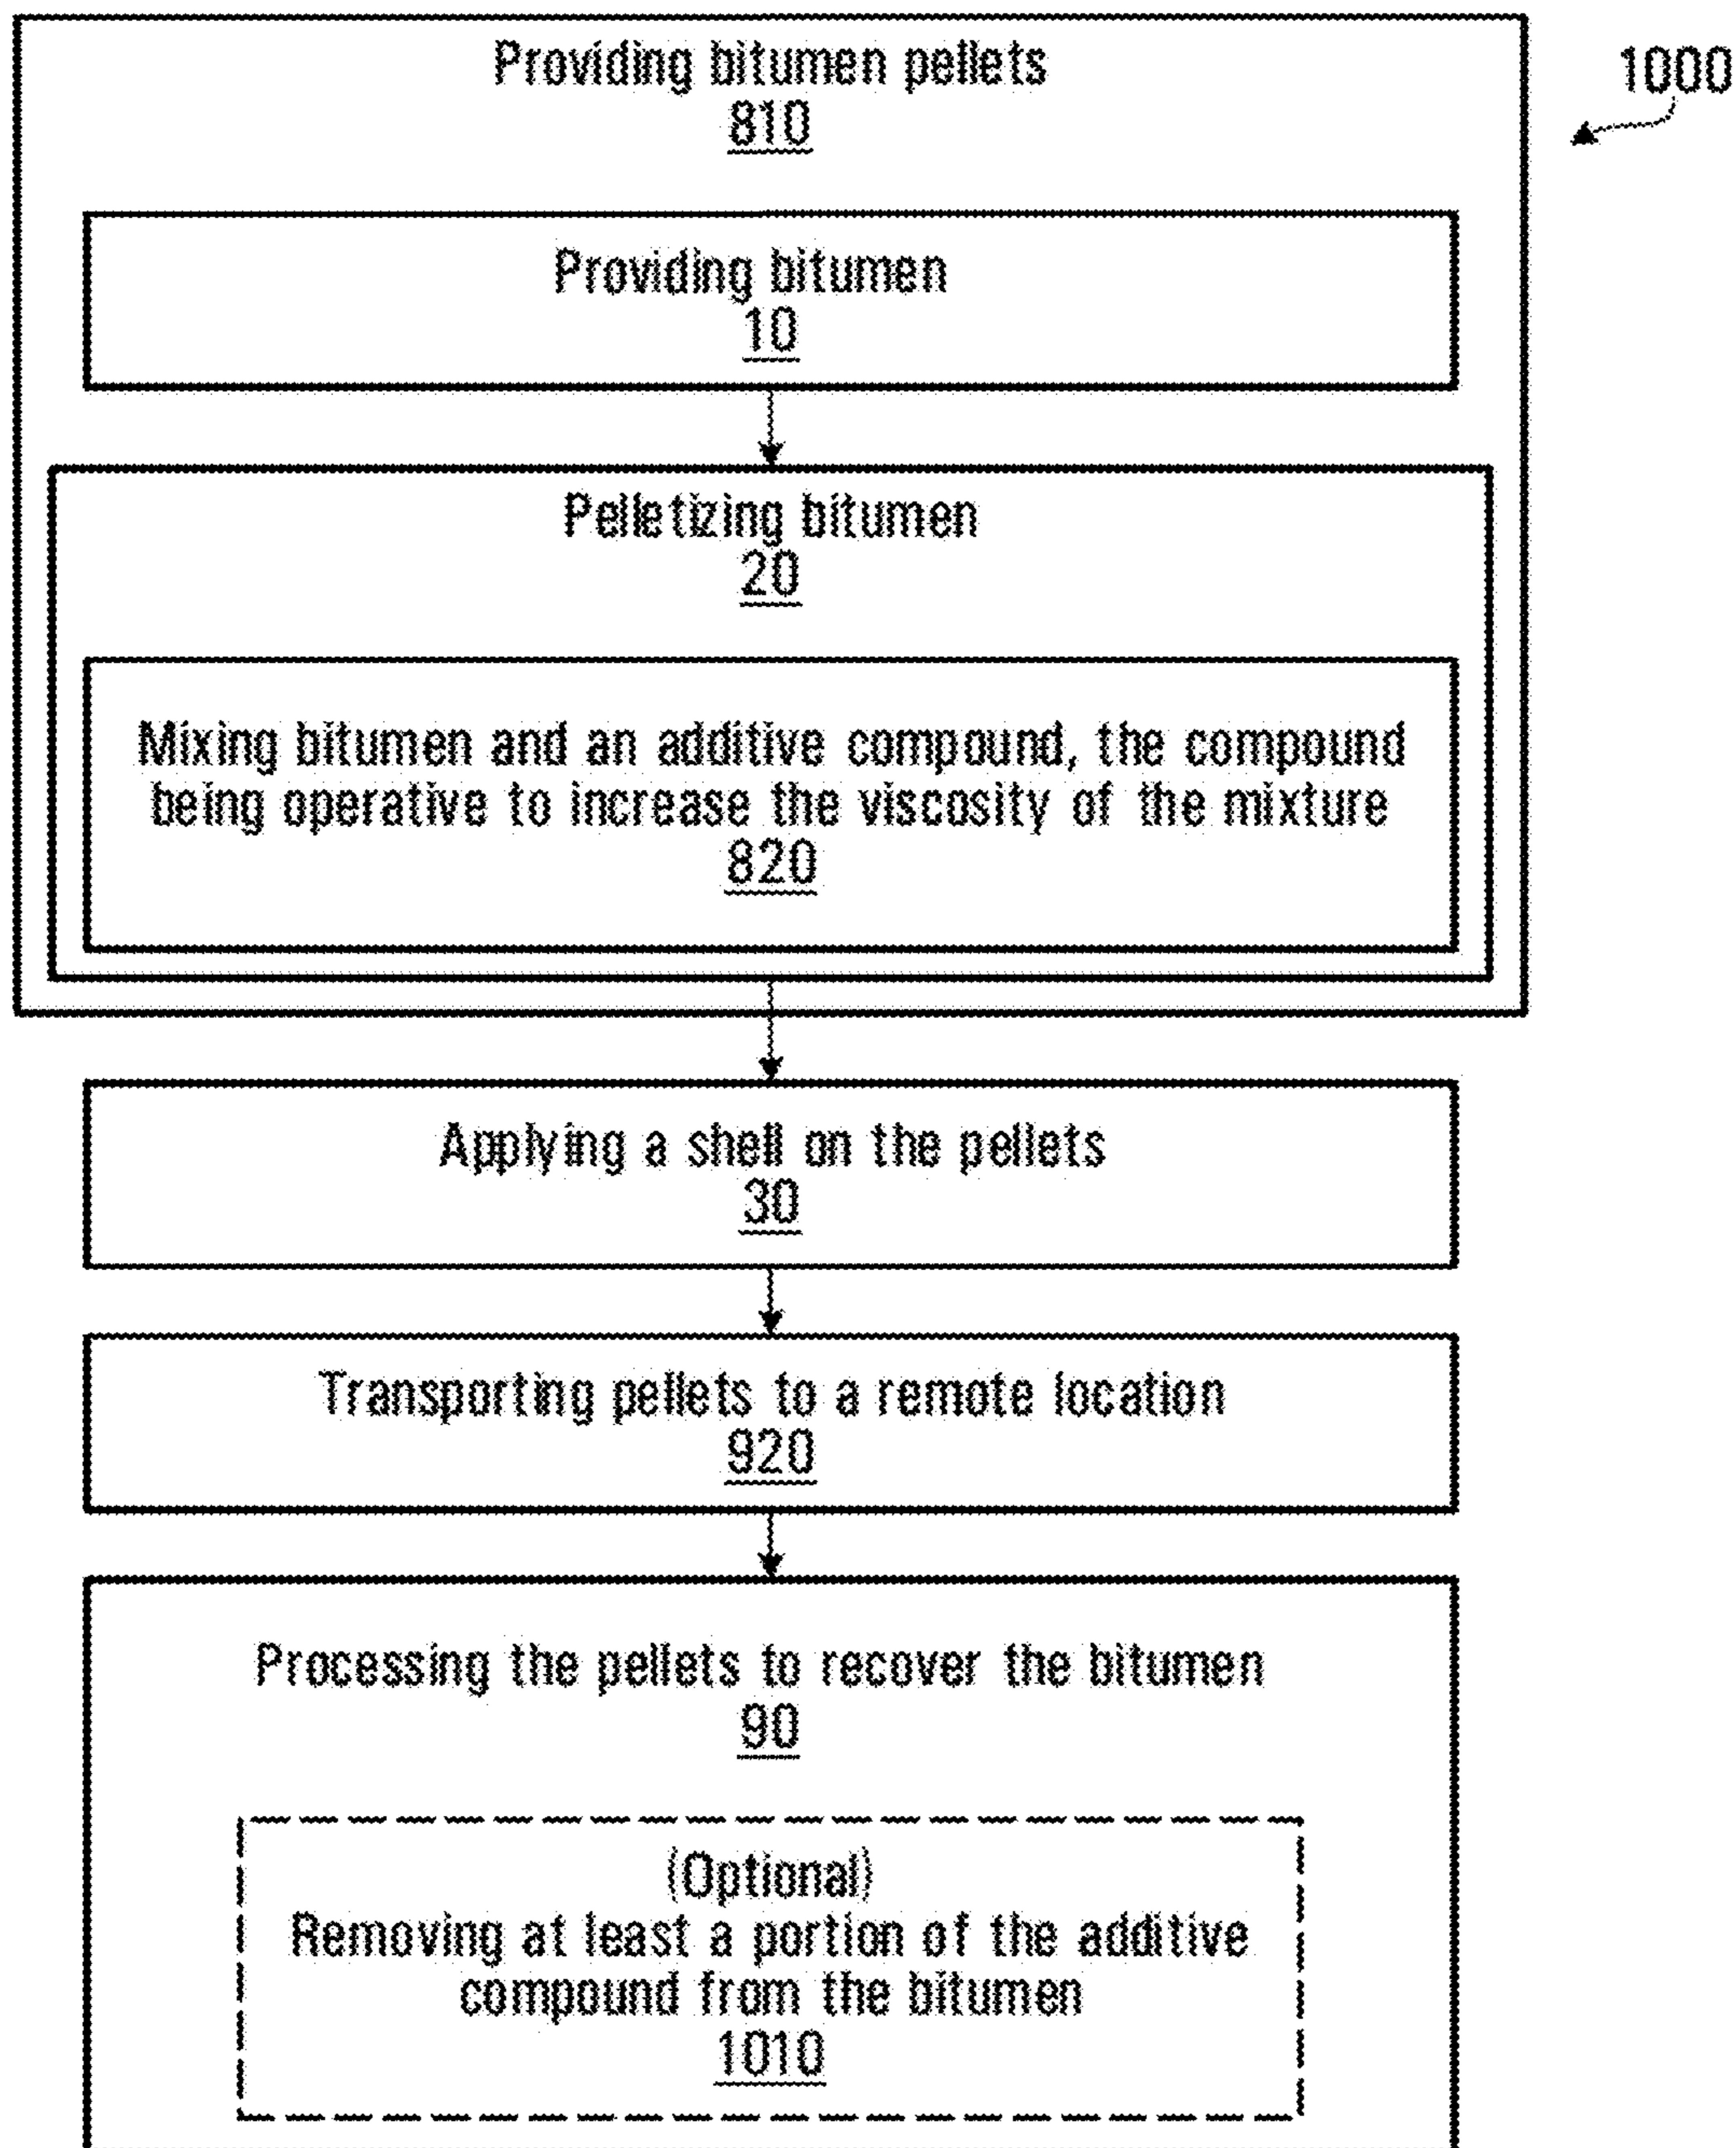 Providing bitumen pellets
810
1000
Providing bitumen
10
Pelletizing bitumen
20
Mixing bitumen and an additive compound, the compound
being operative to increase the viscosity of the mixture
820
Applying a shell on the pellets
30
Transporting pellets to a remote location
920
Processing the pellets to recover the bitumen
90
(Optional)
Removing at least a portion of the additive
compound from the bitumen
1010